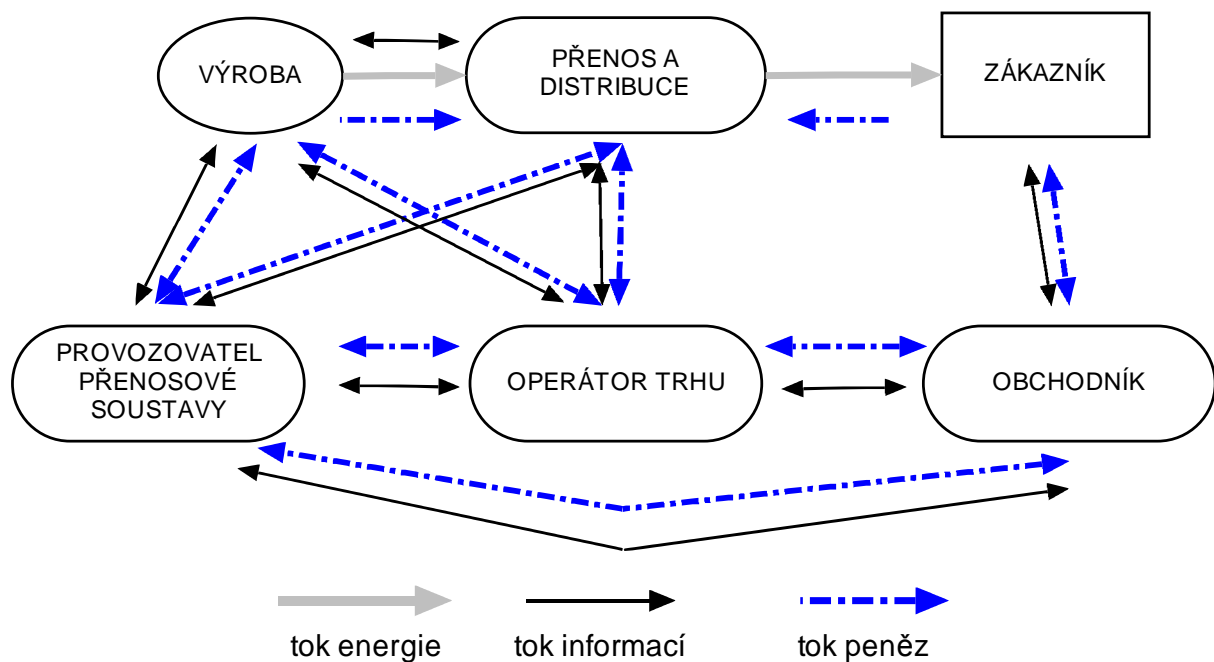 VÝROBA
PŘENOS A
DISTRIBUCE
ZÁKAZNÍK
PROVOZOVATEL
PŘENOSOVÉ
SOUSTAVY
OPERÁTOR TRHU
OBCHODNÍK
tok energie
tok informací
tok peněz